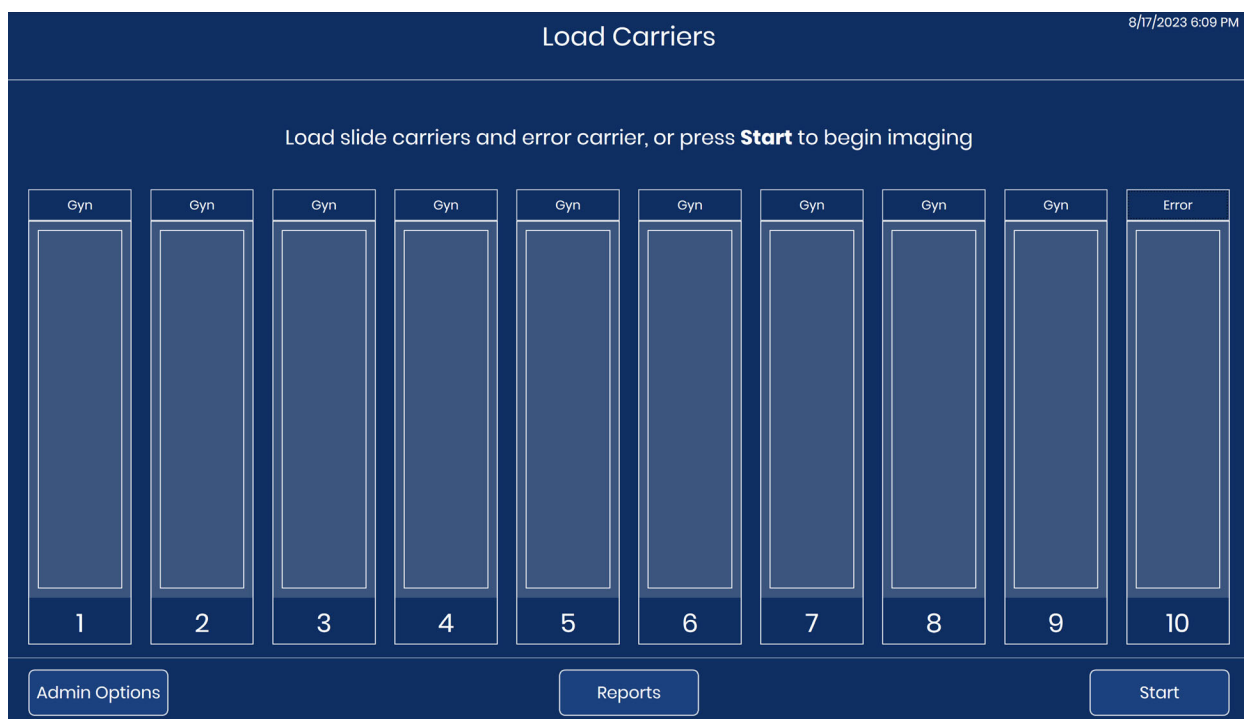 Load Carriers
8/17/2023 6:09 PM
Load slide carriers and error carrier, or press Start to begin imaging
Gyn Gyn Gyn Gyn Gyn Gyn Gyn Gyn Gyn Error
1 2 3 4 5 6 7 8 9 10
Admin Options Reports Start